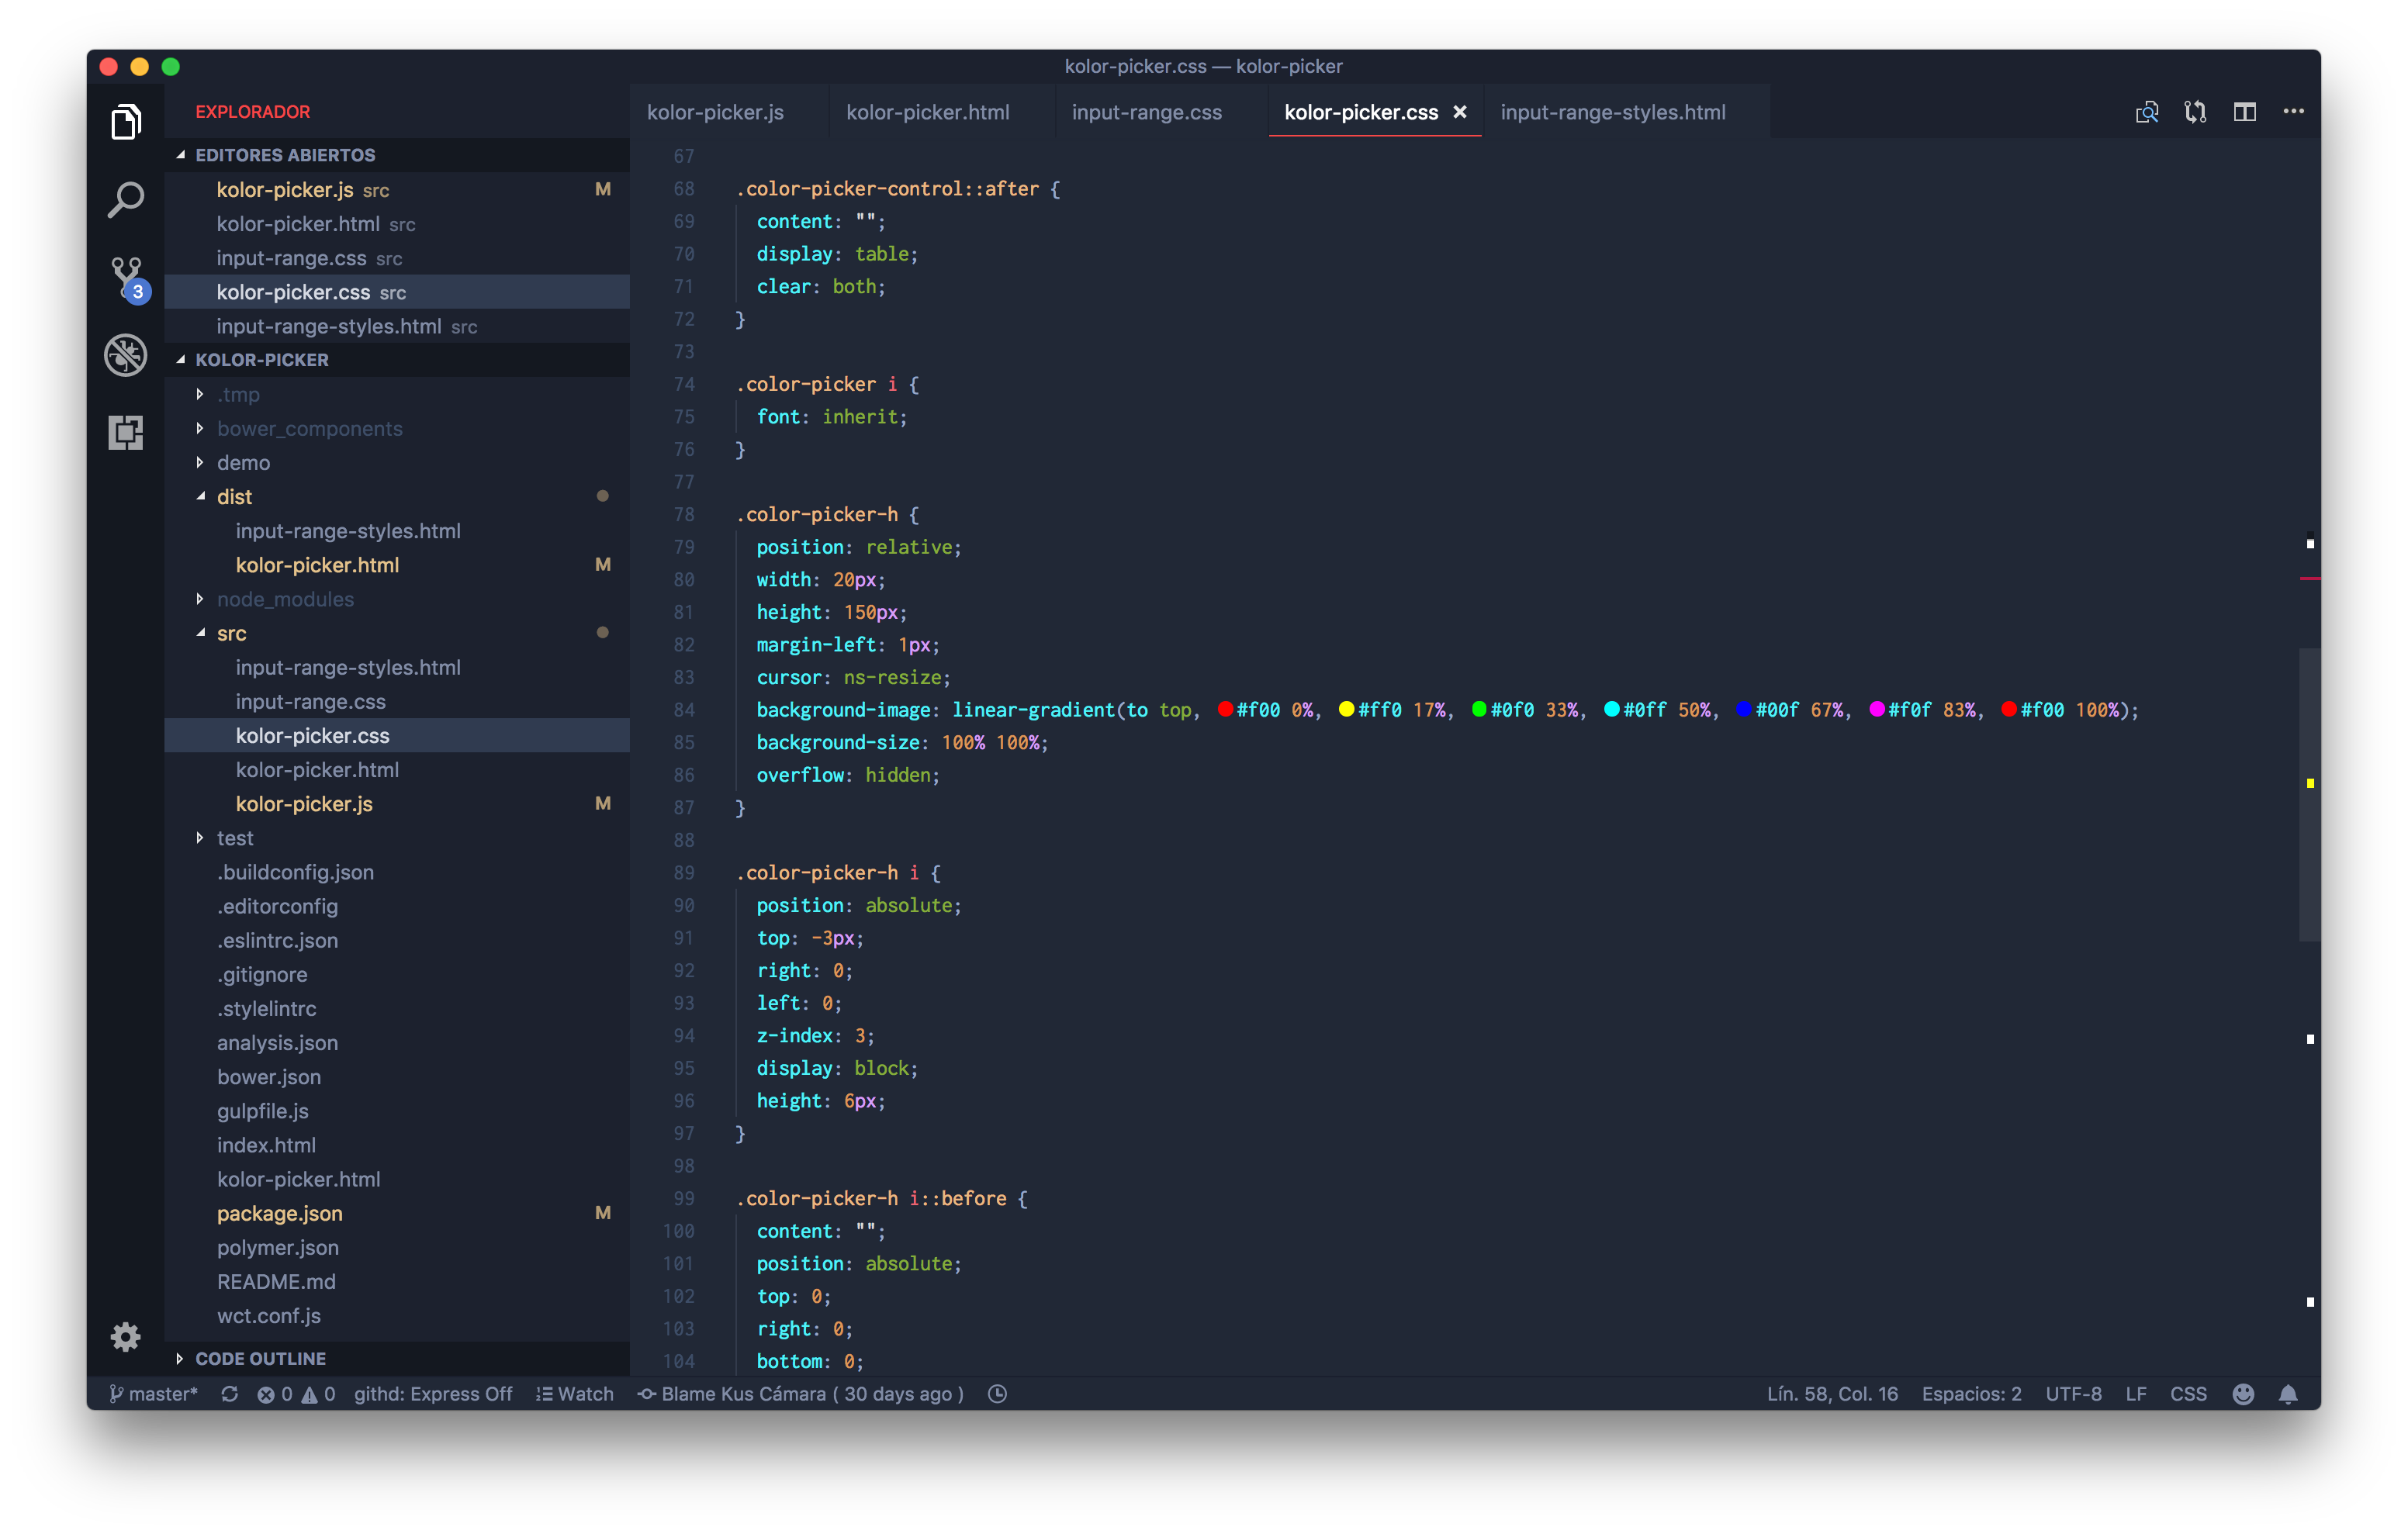 kolor-picker.css — kolor-picker
EXPLORADOR
EDITORES ABIERTOS
kolor-picker.js src M
kolor-picker.html src
input-range.css src
kolor-picker.css src
input-range-styles.html src
KOLOR-PICKER
.tmp
bower_components
demo
dist
input-range-styles.html
kolor-picker.html M
node_modules
src
input-range-styles.html
input-range.css
kolor-picker.css
kolor-picker.html
kolor-picker.js M
test
.buildconfig.json
.editorconfig
.eslintrc.json
.gitignore
.stylelintrc
analysis.json
bower.json
gulpfile.js
index.html
kolor-picker.html
package.json M
polymer.json
README.md
wct.conf.js
CODE OUTLINE
3
kolor-picker.js kolor-picker.html input-range.css kolor-picker.css × input-range-styles.html
67
68 .color-picker-control::after {
69 content: "";
70 display: table;
71 clear: both;
72 }
73
74 .color-picker i {
75 font: inherit;
76 }
77
78 .color-picker-h {
79 position: relative;
80 width: 20px;
81 height: 150px;
82 margin-left: 1px;
83 cursor: ns-resize;
84 background-image: linear-gradient(to top, #f00 0%, #ff0 17%, #0f0 33%, #0ff 50%, #00f 67%, #f0f 83%, #f00 100%);
85 background-size: 100% 100%;
86 overflow: hidden;
87 }
88
89 .color-picker-h i {
90 position: absolute;
91 top: -3px;
92 right: 0;
93 left: 0;
94 z-index: 3;
95 display: block;
96 height: 6px;
97 }
98
99 .color-picker-h i::before {
100 content: "";
101 position: absolute;
102 top: 0;
103 right: 0;
104 bottom: 0;
master* 0 0 githd: Express Off Watch Blame Kus Cámara ( 30 days ago ) Lín. 58, Col. 16 Espacios: 2 UTF-8 LF CSS